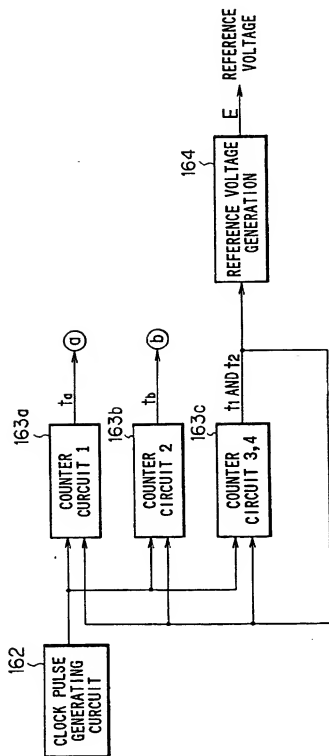 162
CLOCK PULSE
GENERATING
CURCUIT
163a
COUNTER
CURCUIT 1
ta
a
163b
COUNTER
CIRCUIT 2
tb
b
163c
COUNTER
CIRCUIT 3,4
t1 AND t2
164
REFERENCE VOLTAGE
GENERATION
E
REFERENCE
VOLTAGE